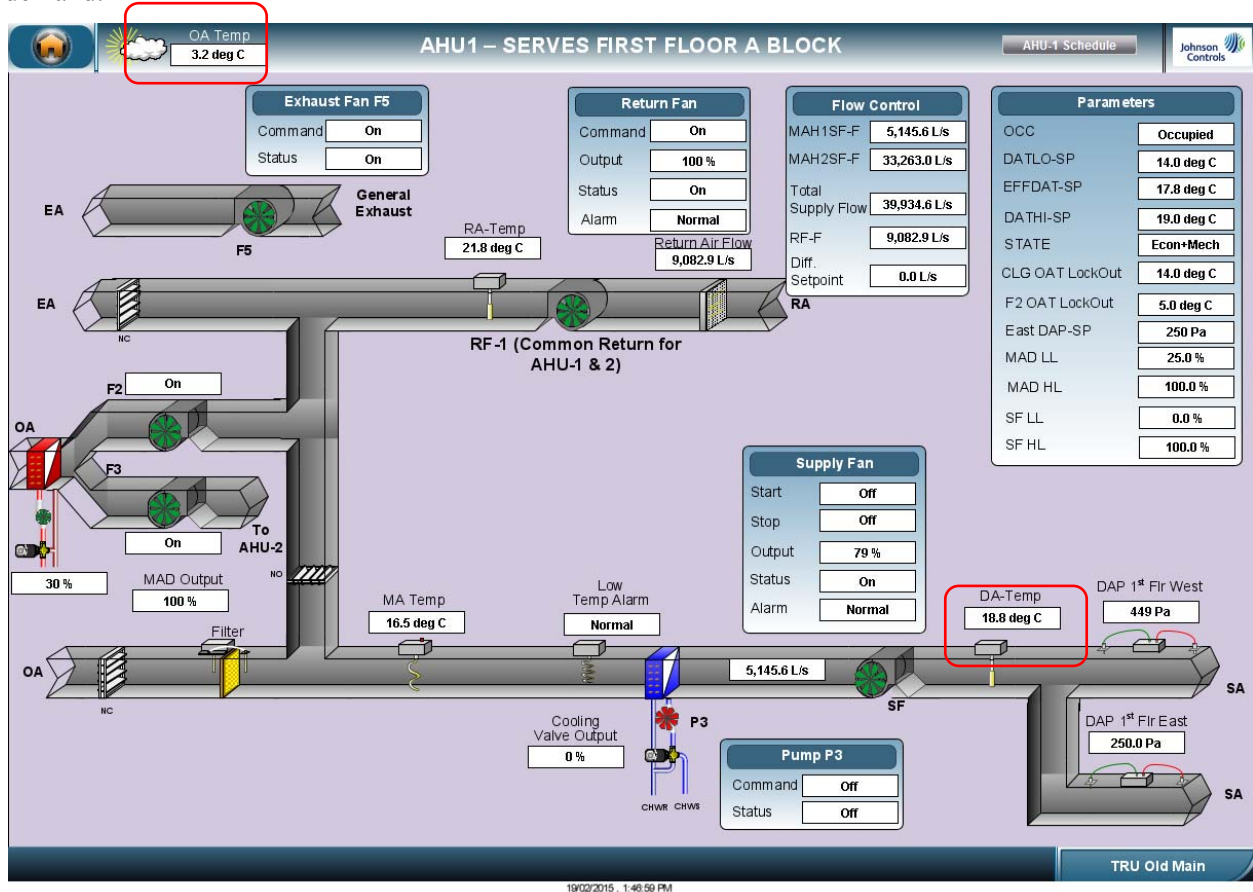 OA Temp
3.2 deg C
AHU1 – SERVES FIRST FLOOR A BLOCK
AHU-1 Schedule
Johnson
Controls
Exhaust Fan F5
Command On
Status On
Return Fan
Command On
Output 100 %
Status On
Alarm Normal
Flow Control
MAH1SF-F 5,145.6 L/s
MAH2SF-F 33,263.0 L/s
Total
Supply Flow 39,934.6 L/s
RF-F 9,082.9 L/s
Diff.
Setpoint 0.0 L/s
Parameters
OCC Occupied
DATLO-SP 14.0 deg C
EFFDAT-SP 17.8 deg C
DATHI-SP 19.0 deg C
STATE Econ+Mech
CLG OAT LockOut 14.0 deg C
F2 OAT LockOut 5.0 deg C
East DAP-SP 250 Pa
MAD LL 25.0 %
MAD HL 100.0 %
SF LL 0.0 %
SF HL 100.0 %
EA
General
Exhaust
F5
RA-Temp
21.8 deg C
Return Air Flow
9,082.9 L/s
EA
NC
RA
RF-1 (Common Return for
AHU-1 & 2)
F2
On
OA
F3
On
To
AHU-2
30 %
MAD Output
100 %
NO
Supply Fan
Start Off
Stop Off
Output 79 %
Status On
Alarm Normal
Filter
MA Temp
16.5 deg C
Low
Temp Alarm
Normal
DA-Temp
18.8 deg C
DAP 1st Flr West
449 Pa
OA
NC
5,145.6 L/s
SF
SA
Cooling
Valve Output
0 %
P3
CHWR CHWS
Pump P3
Command Off
Status Off
DAP 1st Flr East
250.0 Pa
SA
TRU Old Main
19/02/2015 , 1:46:59 PM